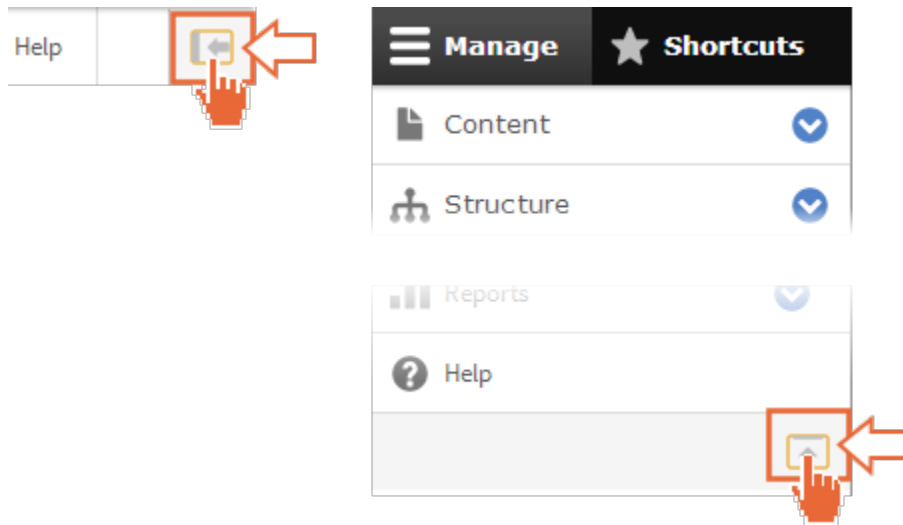 Help
Manage Shortcuts
Content
Structure
Reports
Help